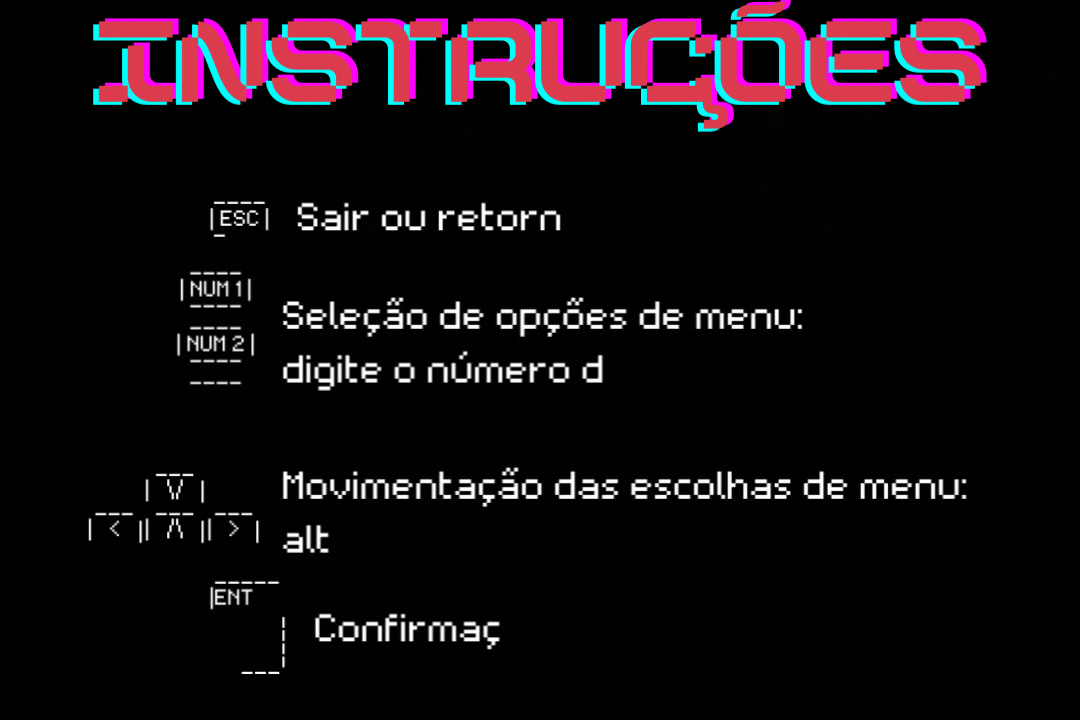 INSTRUÇÕES
ESC Sair ou retorn
NUM 1
Seleção de opções de menu:
NUM 2
digite o número d
Movimentação das escolhas de menu:
alt
ENT
Confirmaç